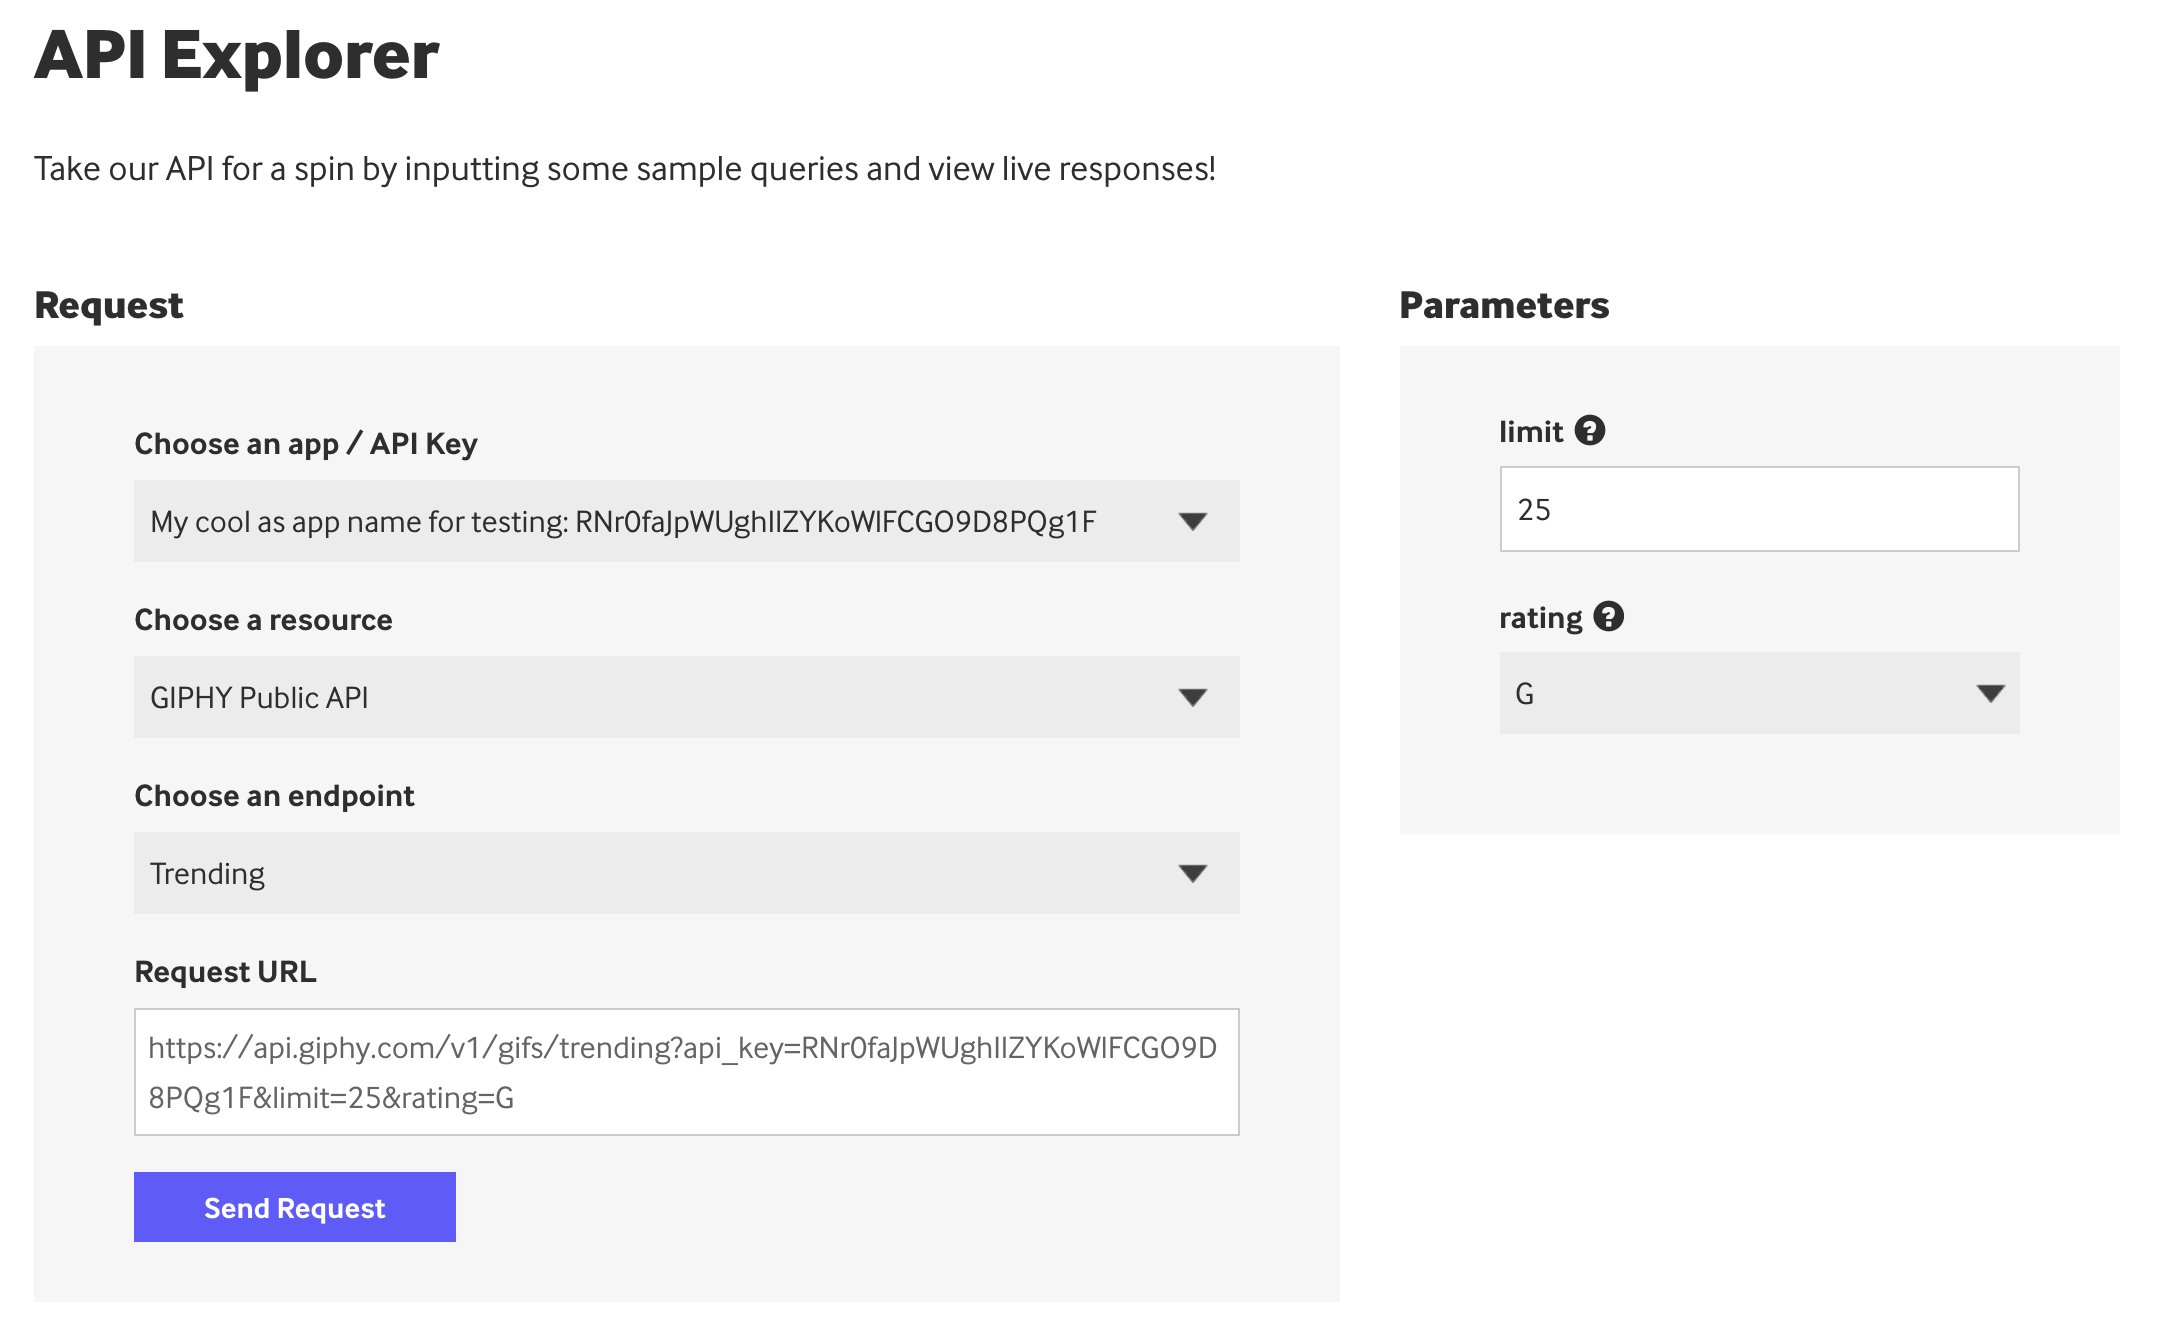 API Explorer
Take our API for a spin by inputting some sample queries and view live responses!
Request
Choose an app / API Key
My cool as app name for testing: RNr0faJpWUghIIZYKoWIFCGO9D8PQg1F
Choose a resource
GIPHY Public API
Choose an endpoint
Trending
Request URL
https://api.giphy.com/v1/gifs/trending?api_key=RNr0faJpWUghIIZYKoWIFCGO9D
8PQg1F&limit=25&rating=G
Send Request
Parameters
limit ?
25
rating ?
G